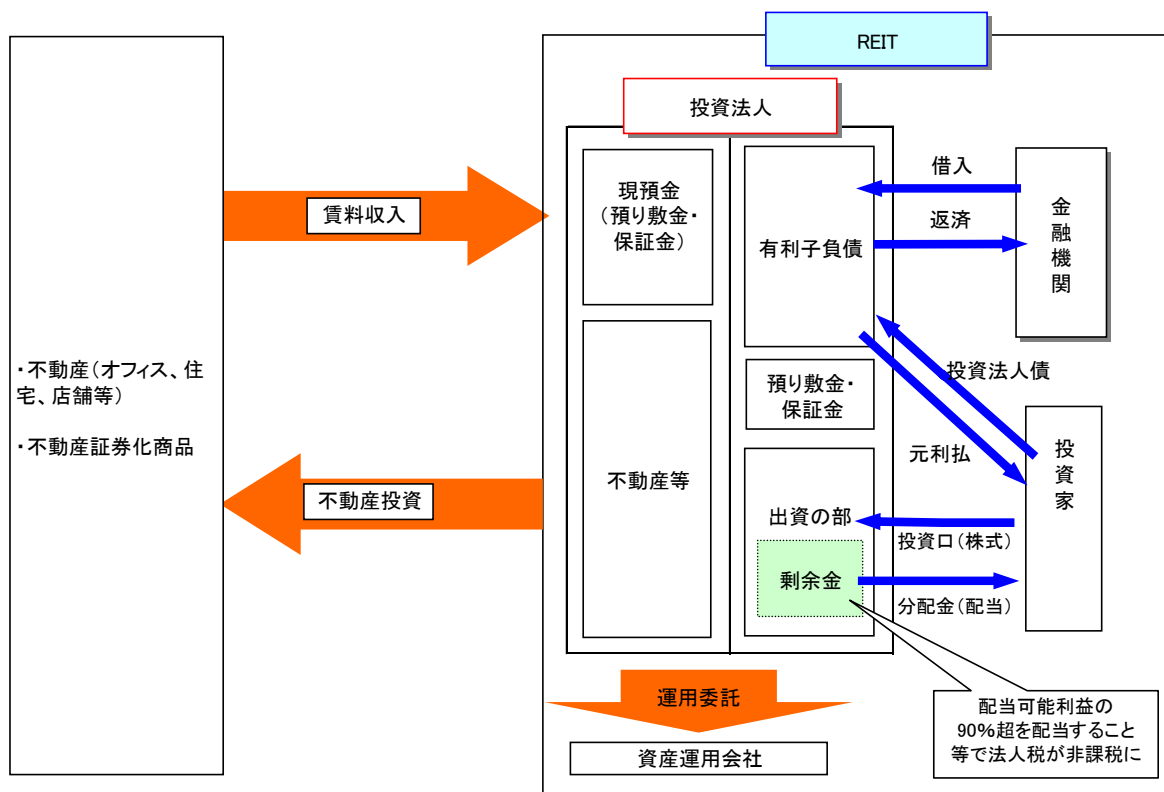 REIT
投資法人
現預金
（預り敷金・
保証金）
有利子負債
借入
返済
金融機関
賃料収入
・不動産（オフィス、住
宅、店舗等）
・不動産証券化商品
投資法人債
預り敷金・
保証金
元利払
投資家
不動産等
不動産投資
出資の部
投資口（株式）
剰余金
分配金（配当）
運用委託
資産運用会社
配当可能利益の
90%超を配当すること
等で法人税が非課税に